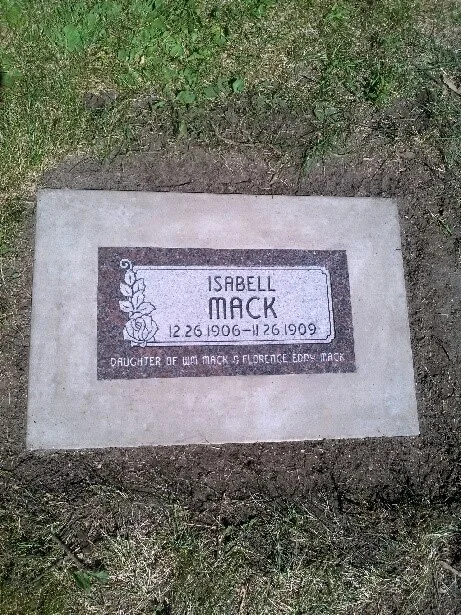 ISABELL
MACK
12 26 1906–11 26 1909
DAUGHTER OF WM MACK & FLORENCE EDDY MACK